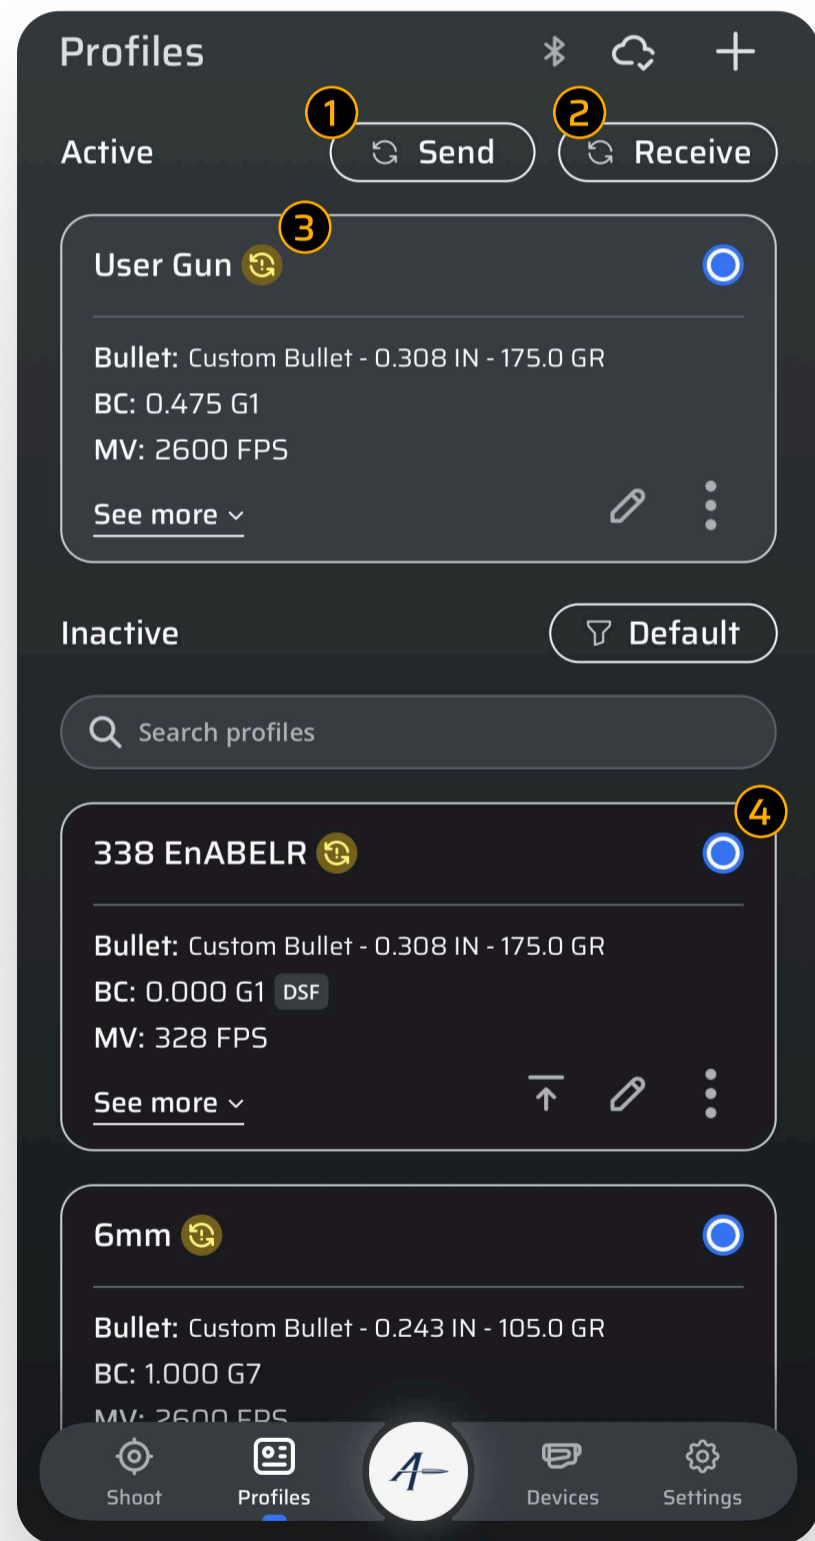 Profiles
1
2
Active
Send
Receive
3
User Gun
Bullet: Custom Bullet - 0.308 IN - 175.0 GR
BC: 0.475 G1
MV: 2600 FPS
See more
Inactive
Default
Search profiles
4
338 EnABELR
Bullet: Custom Bullet - 0.308 IN - 175.0 GR
BC: 0.000 G1 DSF
MV: 328 FPS
See more
6mm
Bullet: Custom Bullet - 0.243 IN - 105.0 GR
BC: 1.000 G7
MV: 2600 FPS
A
Shoot
Profiles
Devices
Settings